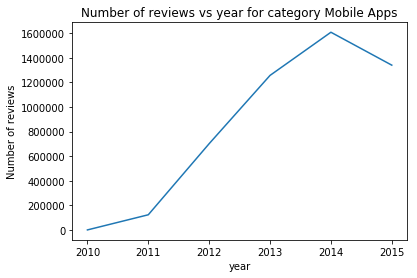 Number of reviews vs year for category Mobile Apps
Number of reviews
1600000
1400000
1200000
1000000
800000
600000
400000
200000
0
2010 2011 2012 2013 2014 2015
year